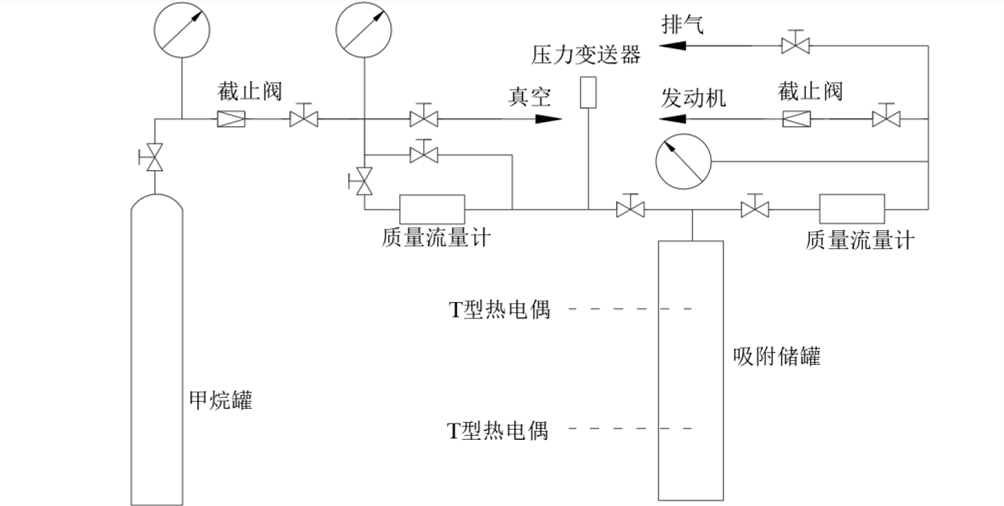 排气
压力变送器
截止阀
真空
发动机
截止阀
质量流量计
质量流量计
T型热电偶
吸附储罐
甲烷罐
T型热电偶